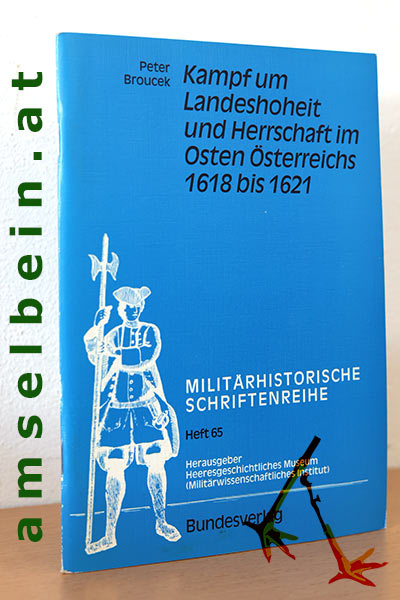 amselbein.at
Peter
Broucek
Kampf um
Landeshoheit
und Herrschaft im
Osten Österreichs
1618 bis 1621
MILITÄRHISTORISCHE
SCHRIFTENREIHE
Heft 65
Herausgeber
Heeresgeschichtliches Museum
(Militärwissenschaftliches Institut)
Bundesverlag